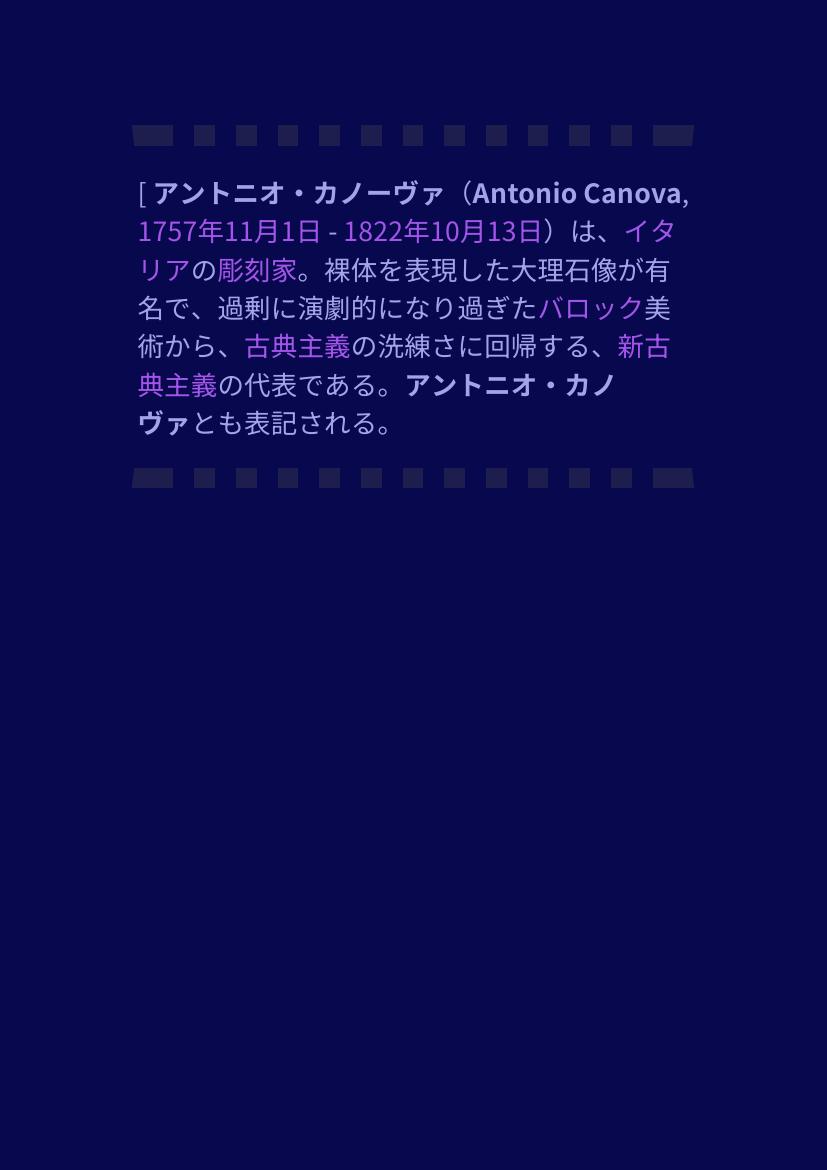 [ アントニオ・カノーヴァ（Antonio Canova,
1757年11月1日 - 1822年10月13日）は、イタ
リアの彫刻家。裸体を表現した大理石像が有
名で、過剰に演劇的になり過ぎたバロック美
術から、古典主義の洗練さに回帰する、新古
典主義の代表である。アントニオ・カノ
ヴァとも表記される。